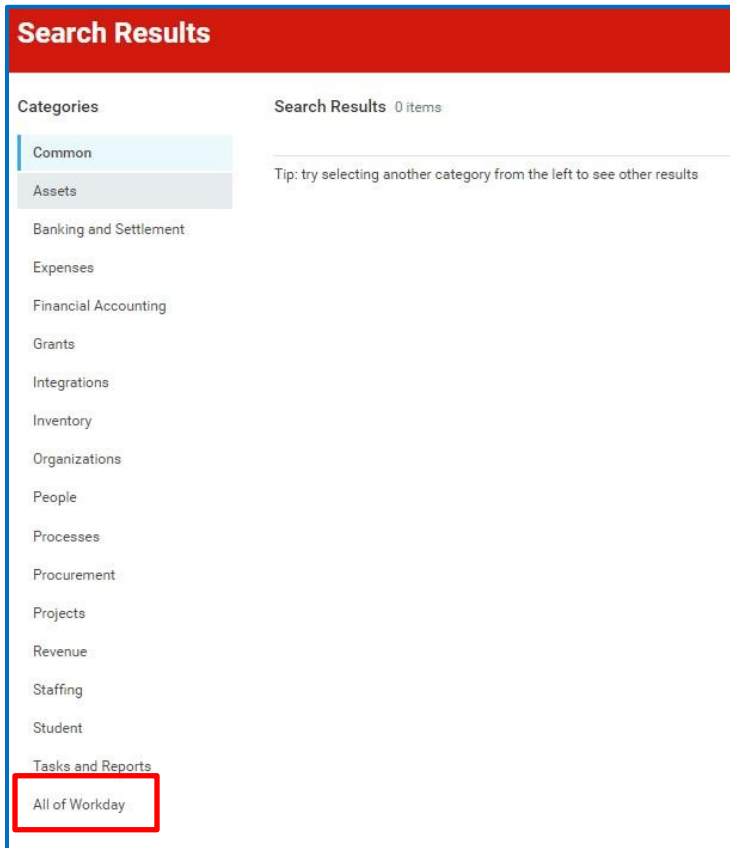 Search Results
Categories
Common
Assets
Banking and Settlement
Expenses
Financial Accounting
Grants
Integrations
Inventory
Organizations
People
Processes
Procurement
Projects
Revenue
Staffing
Student
Tasks and Reports
All of Workday
Search Results 0 items
Tip: try selecting another category from the left to see other results